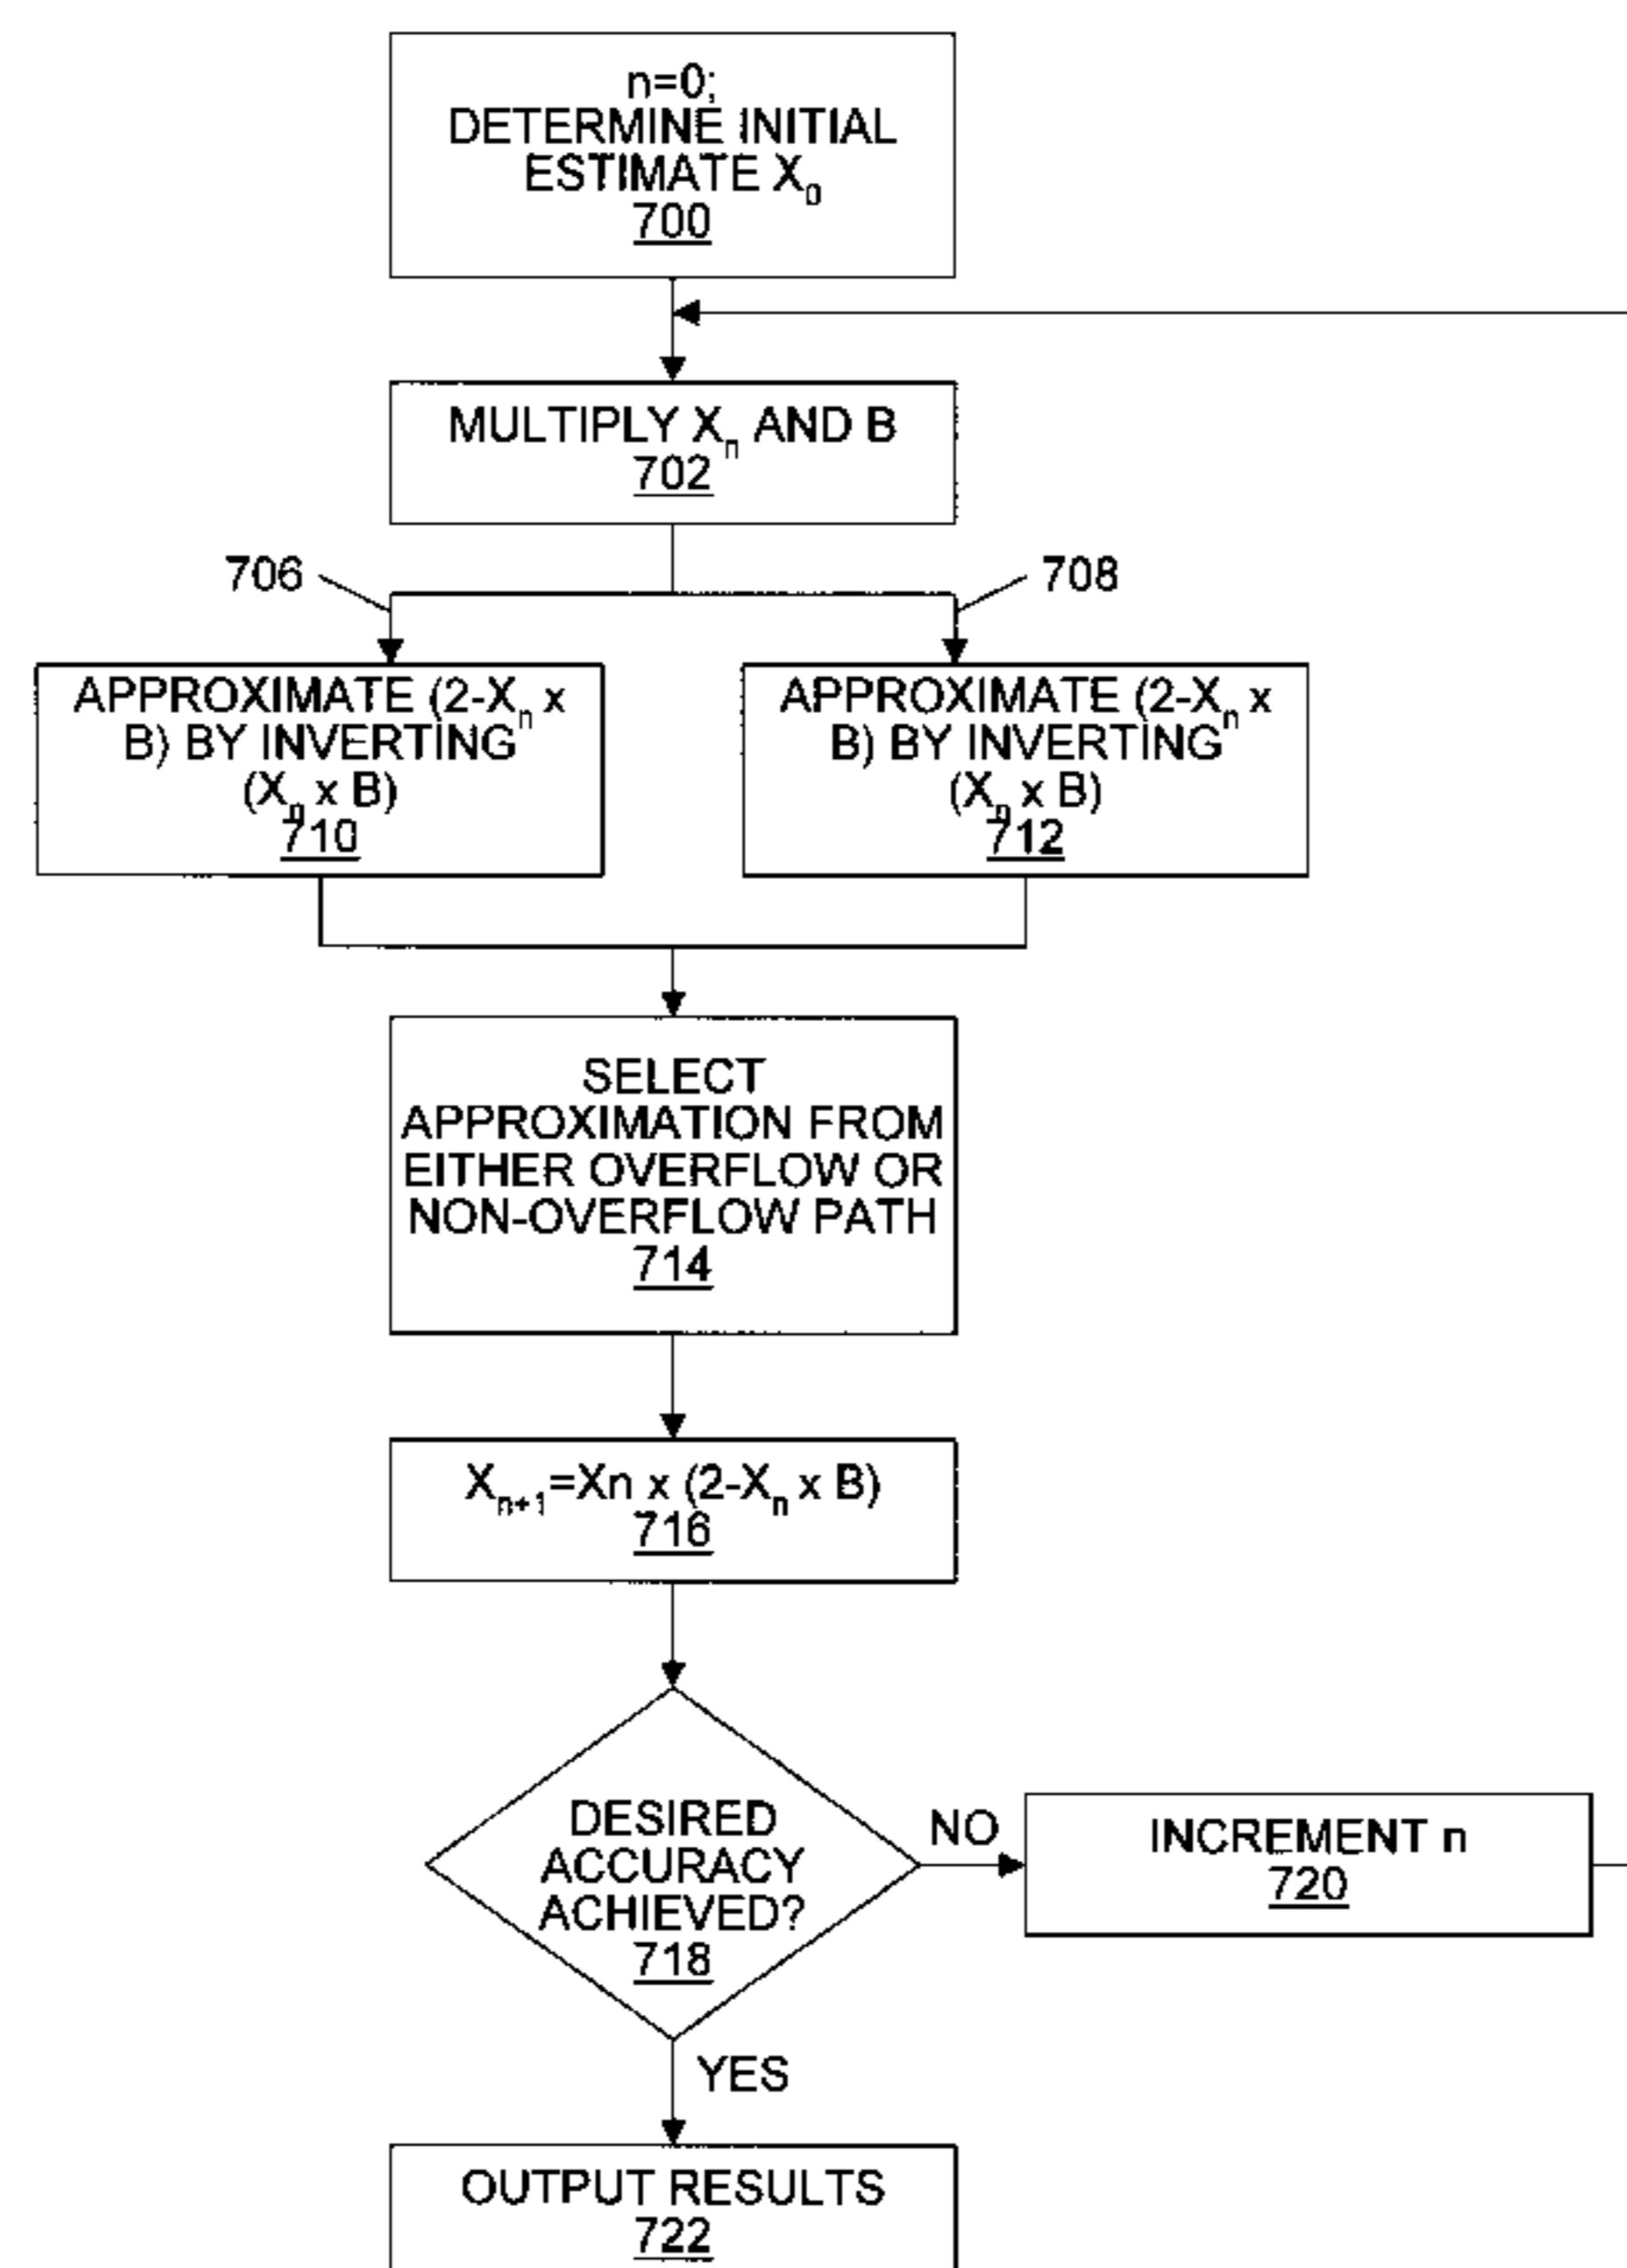 n=0;
DETERMINE INITIAL
ESTIMATE X₀
700
MULTIPLY Xₙ AND B
702
706
708
APPROXIMATE (2-Xₙ x
B) BY INVERTING
(Xₙ x B)
710
APPROXIMATE (2-Xₙ x
B) BY INVERTING
(Xₙ x B)
712
SELECT
APPROXIMATION FROM
EITHER OVERFLOW OR
NON-OVERFLOW PATH
714
Xₙ₊₁=Xn x (2-Xₙ x B)
716
DESIRED
ACCURACY
ACHIEVED?
718
NO
INCREMENT n
720
YES
OUTPUT RESULTS
722